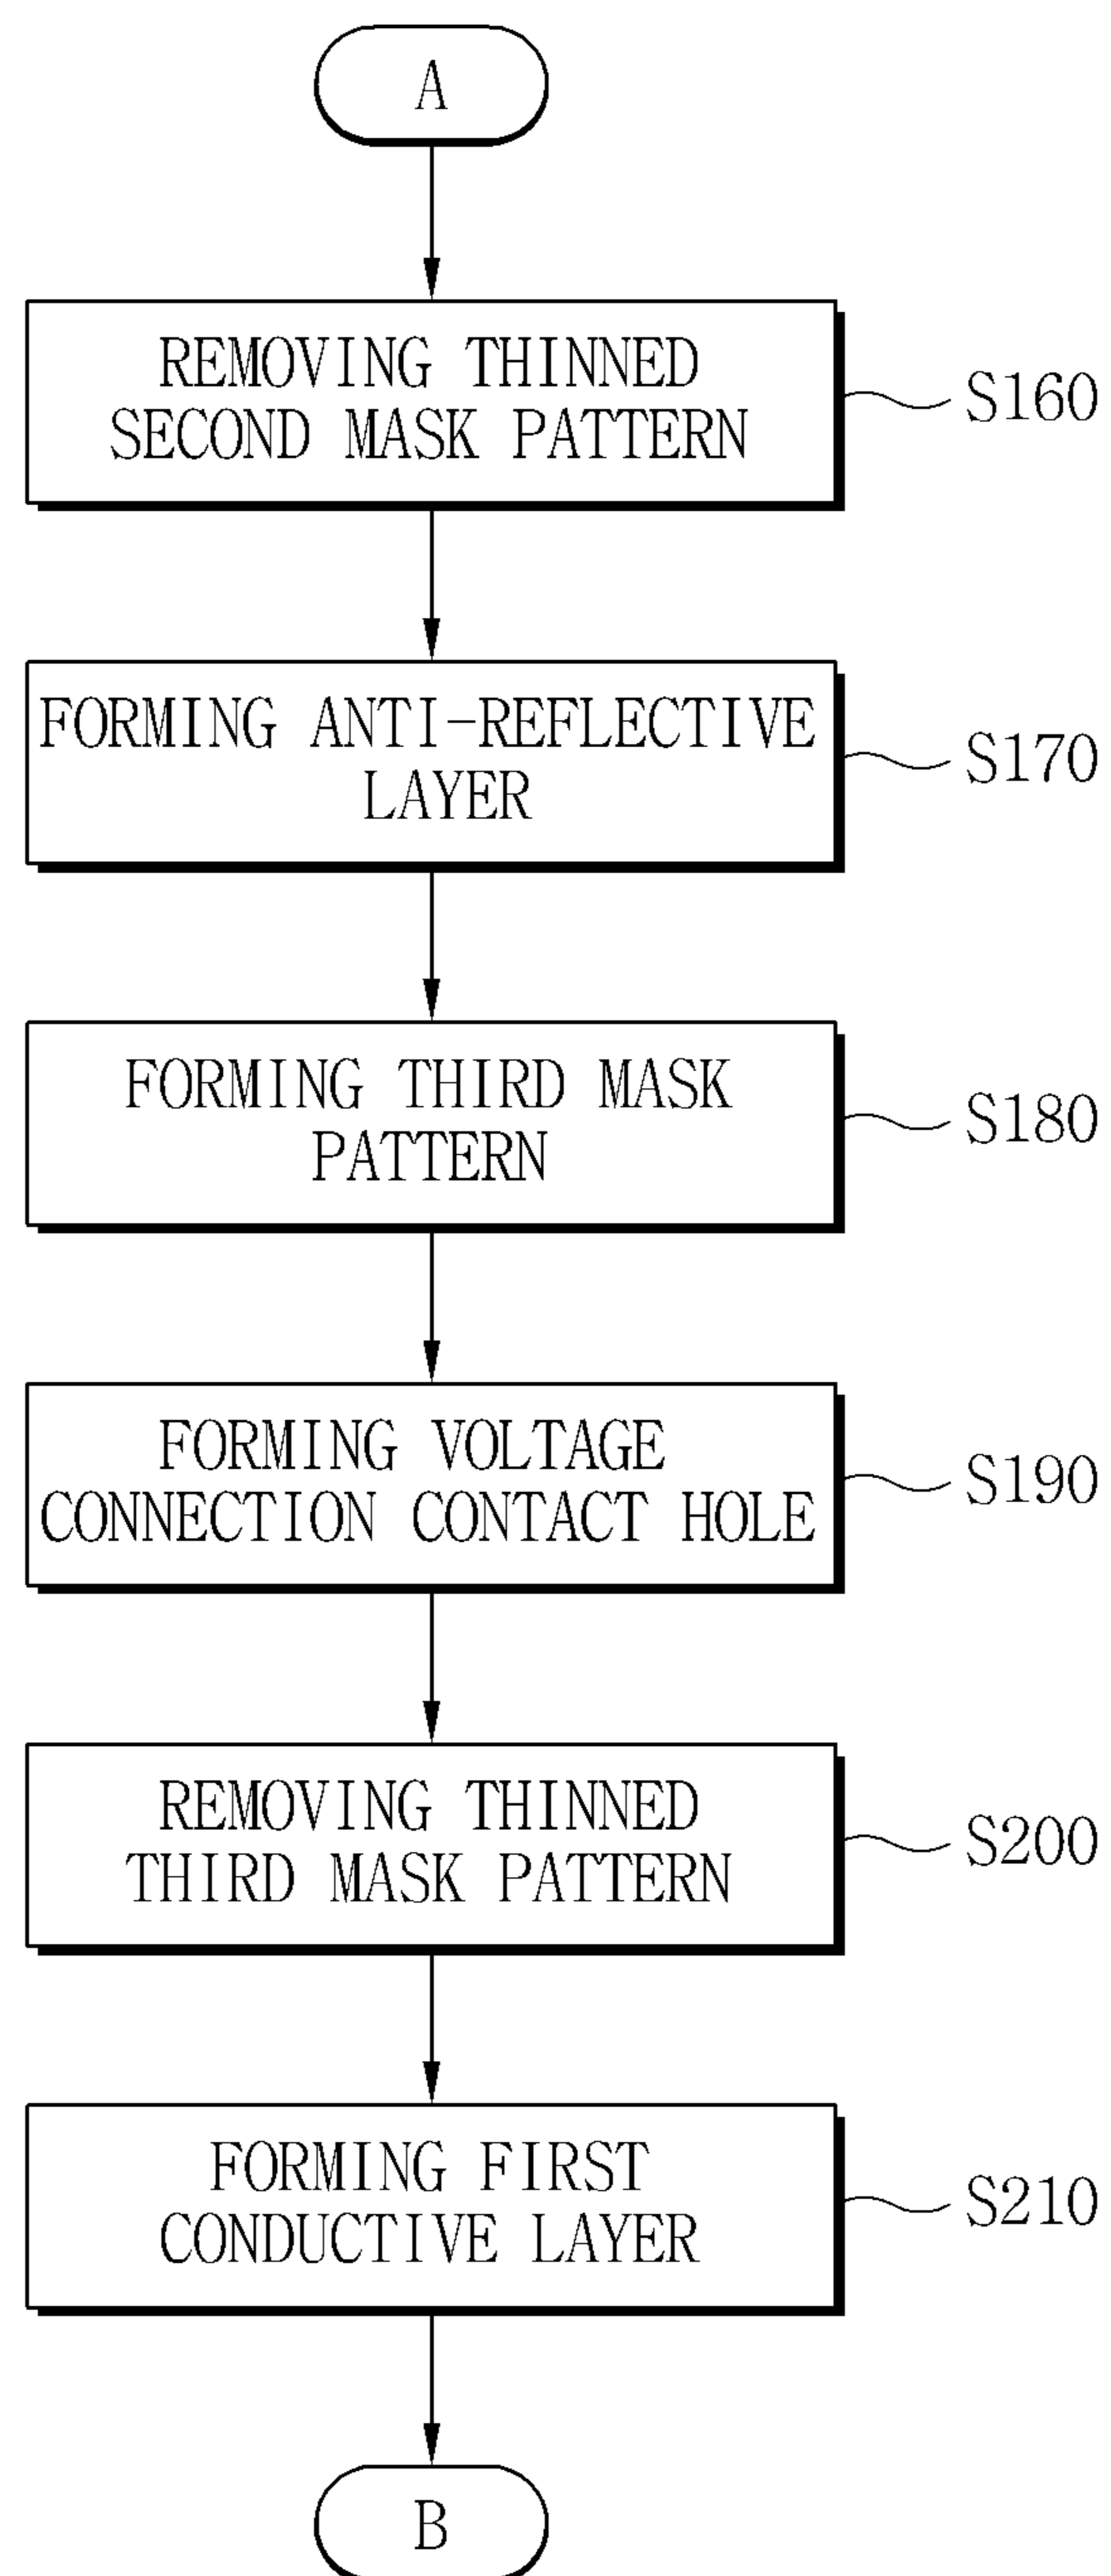 A
REMOVING THINNED
SECOND MASK PATTERN
S160
FORMING ANTI-REFLECTIVE
LAYER
S170
FORMING THIRD MASK
PATTERN
S180
FORMING VOLTAGE
CONNECTION CONTACT HOLE
S190
REMOVING THINNED
THIRD MASK PATTERN
S200
FORMING FIRST
CONDUCTIVE LAYER
S210
B